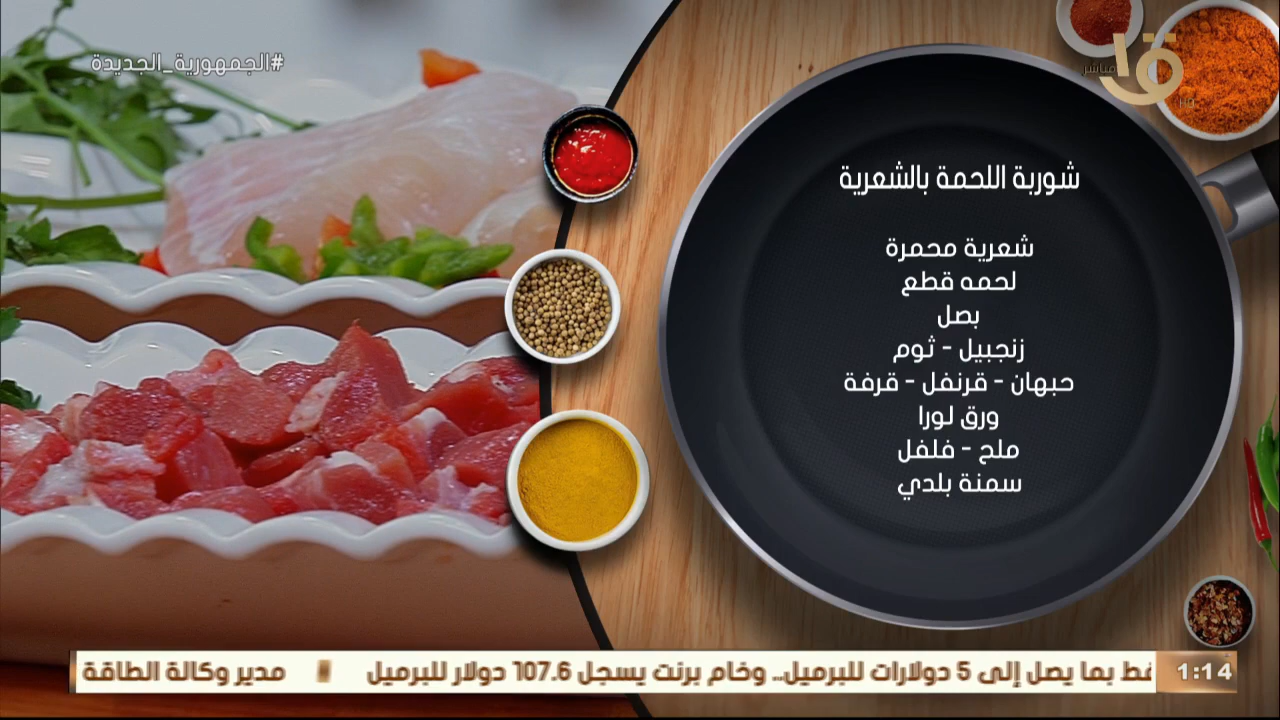 #الجمهورية_الجديدة
مباشر
HD
شوربة اللحمة بالشعرية
شعرية محمرة
لحمه قطع
بصل
زنجبيل - ثوم
حبهان - قرنفل - قرفة
ورق لورا
ملح - فلفل
سمنة بلدي
1:14
بما يصل إلى 5 دولارات للبرميل.. وخام برنت يسجل 107.6 دولار للبرميل
مدير وكالة الطاقة